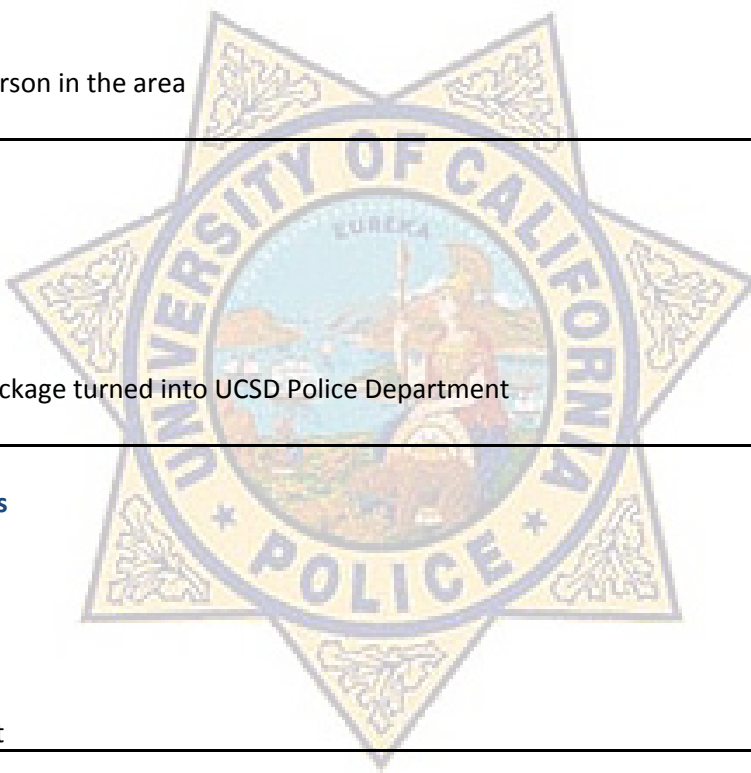 rson in the area
UNIVERSITY OF CALIFORNIA
EUREKA
ckage turned into UCSD Police Department
s
* POLICE *
t